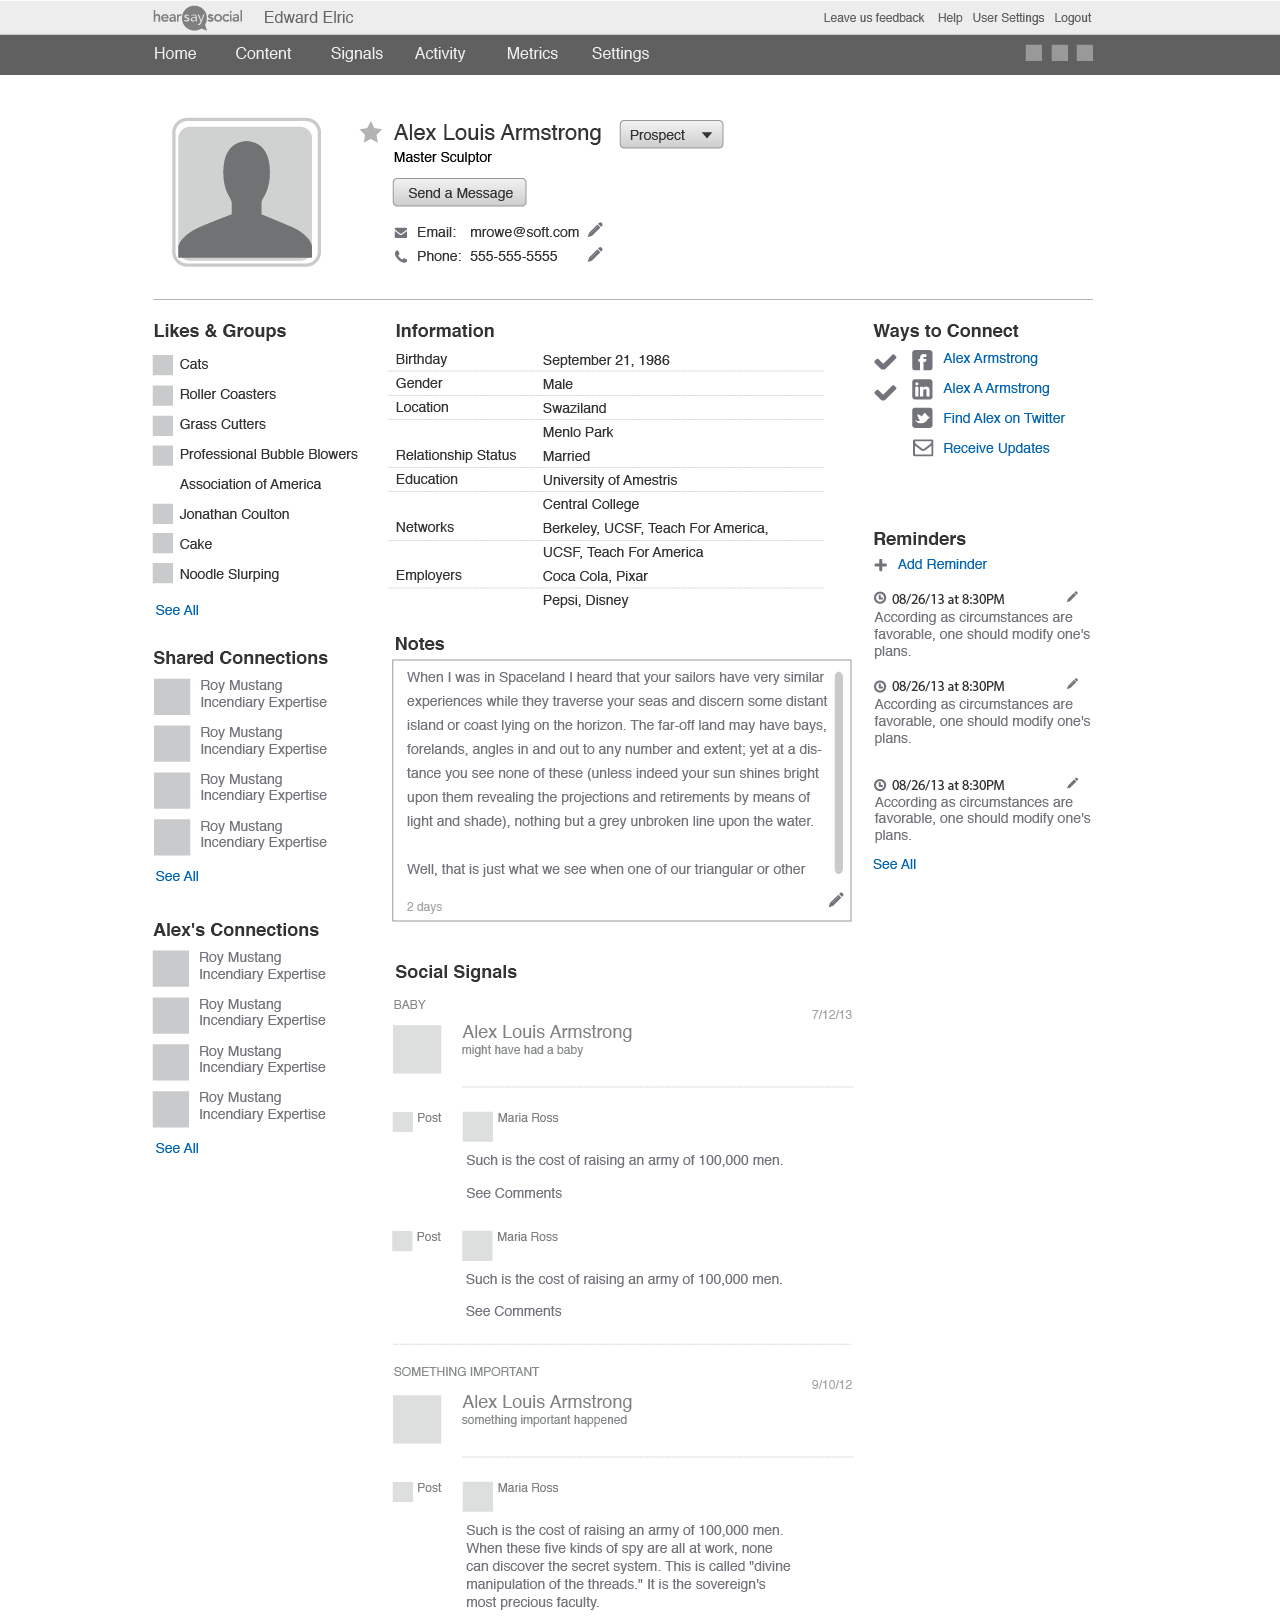 hearsaysocial Edward Elric Leave us feedback Help User Settings Logout
Home Content Signals Activity Metrics Settings
Alex Louis Armstrong Prospect
Master Sculptor
Send a Message
Email: mrowe@soft.com
Phone: 555-555-5555
Likes & Groups
Cats
Roller Coasters
Grass Cutters
Professional Bubble Blowers
Association of America
Jonathan Coulton
Cake
Noodle Slurping
See All
Shared Connections
Roy Mustang
Incendiary Expertise
Roy Mustang
Incendiary Expertise
Roy Mustang
Incendiary Expertise
Roy Mustang
Incendiary Expertise
See All
Alex's Connections
Roy Mustang
Incendiary Expertise
Roy Mustang
Incendiary Expertise
Roy Mustang
Incendiary Expertise
Roy Mustang
Incendiary Expertise
See All
Information
Birthday September 21, 1986
Gender Male
Location Swaziland
Menlo Park
Relationship Status Married
Education University of Amestris
Central College
Networks Berkeley, UCSF, Teach For America,
UCSF, Teach For America
Employers Coca Cola, Pixar
Pepsi, Disney
Notes
When I was in Spaceland I heard that your sailors have very similar
experiences while they traverse your seas and discern some distant
island or coast lying on the horizon. The far-off land may have bays,
forelands, angles in and out to any number and extent; yet at a dis-
tance you see none of these (unless indeed your sun shines bright
upon them revealing the projections and retirements by means of
light and shade), nothing but a grey unbroken line upon the water.
Well, that is just what we see when one of our triangular or other
2 days
Social Signals
BABY
7/12/13
Alex Louis Armstrong
might have had a baby
Post Maria Ross
Such is the cost of raising an army of 100,000 men.
See Comments
Post Maria Ross
Such is the cost of raising an army of 100,000 men.
See Comments
SOMETHING IMPORTANT
9/10/12
Alex Louis Armstrong
something important happened
Post Maria Ross
Such is the cost of raising an army of 100,000 men.
When these five kinds of spy are all at work, none
can discover the secret system. This is called "divine
manipulation of the threads." It is the sovereign's
most precious faculty.
Ways to Connect
Alex Armstrong
Alex A Armstrong
Find Alex on Twitter
Receive Updates
Reminders
Add Reminder
08/26/13 at 8:30PM
According as circumstances are
favorable, one should modify one's
plans.
08/26/13 at 8:30PM
According as circumstances are
favorable, one should modify one's
plans.
08/26/13 at 8:30PM
According as circumstances are
favorable, one should modify one's
plans.
See All